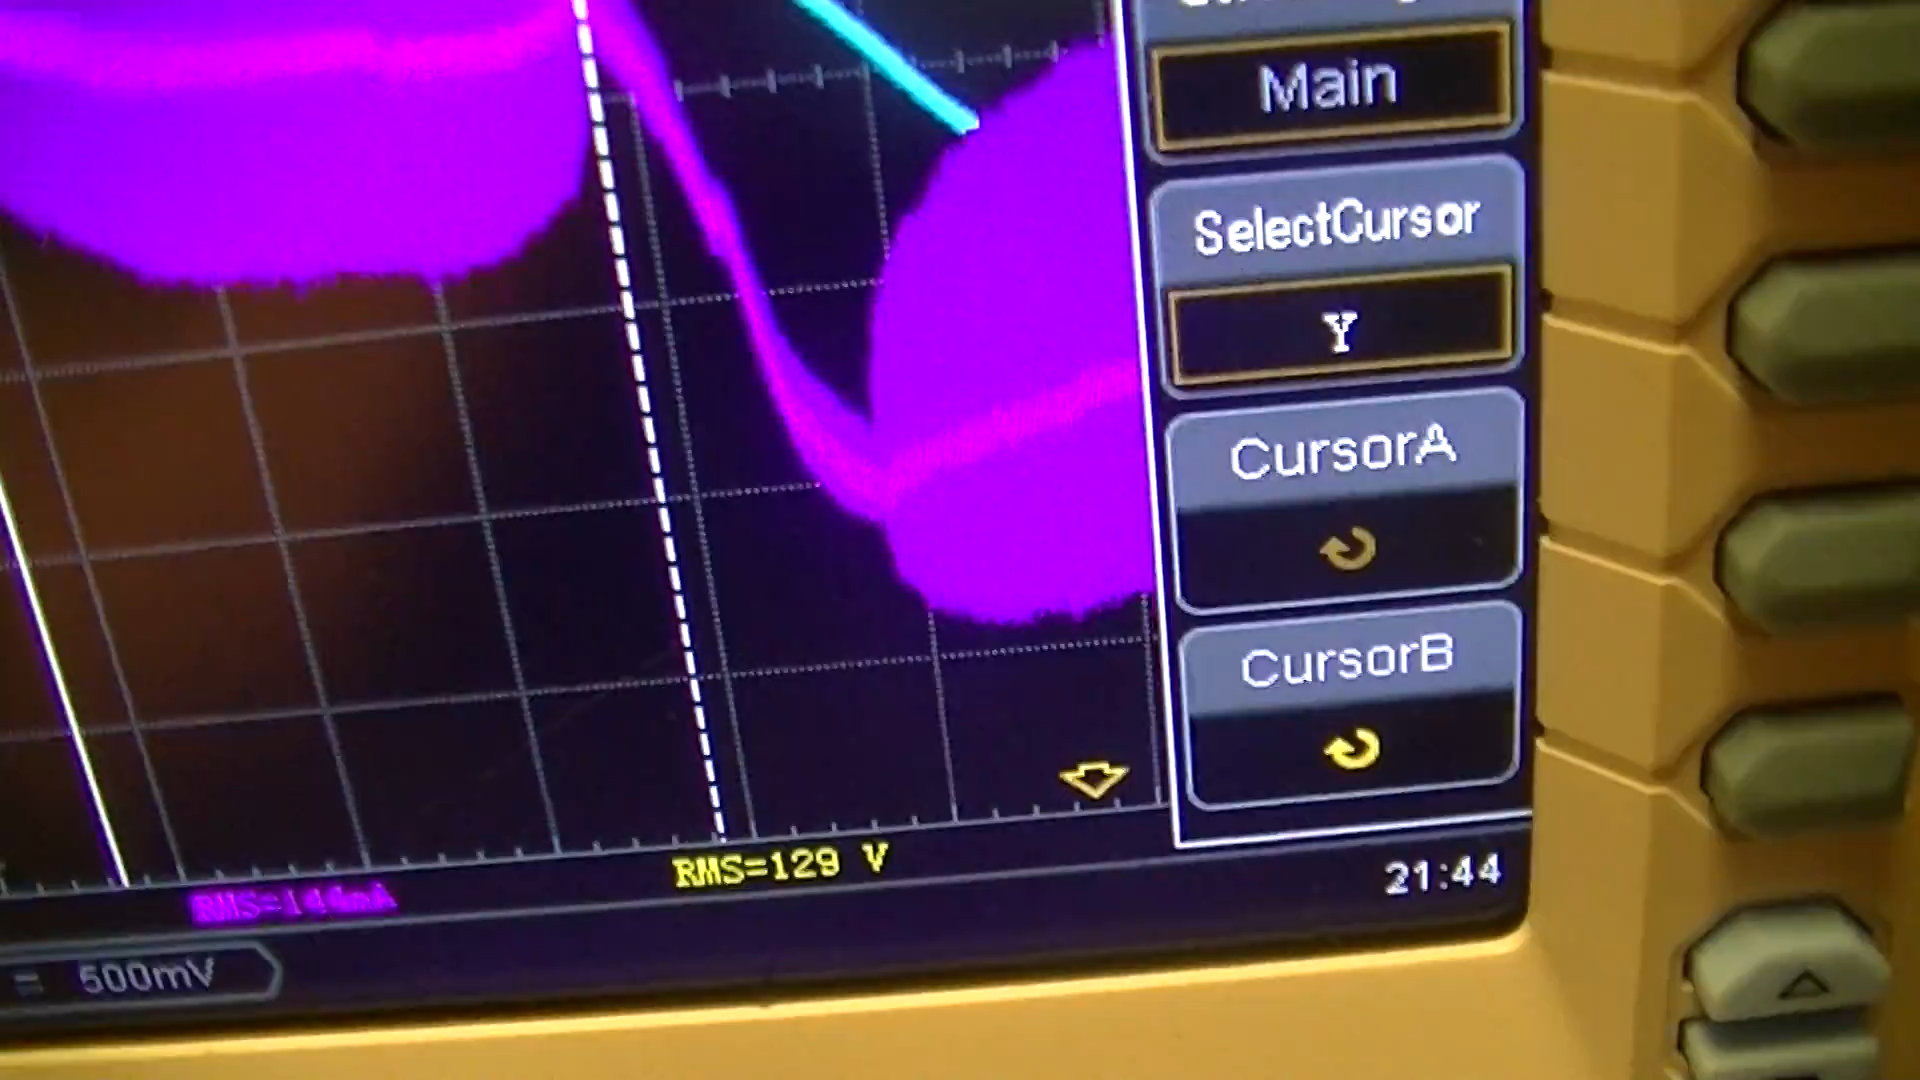 Main
SelectCursor
Y
CursorA
CursorB
RMS=129 V
21:44
= 500mV